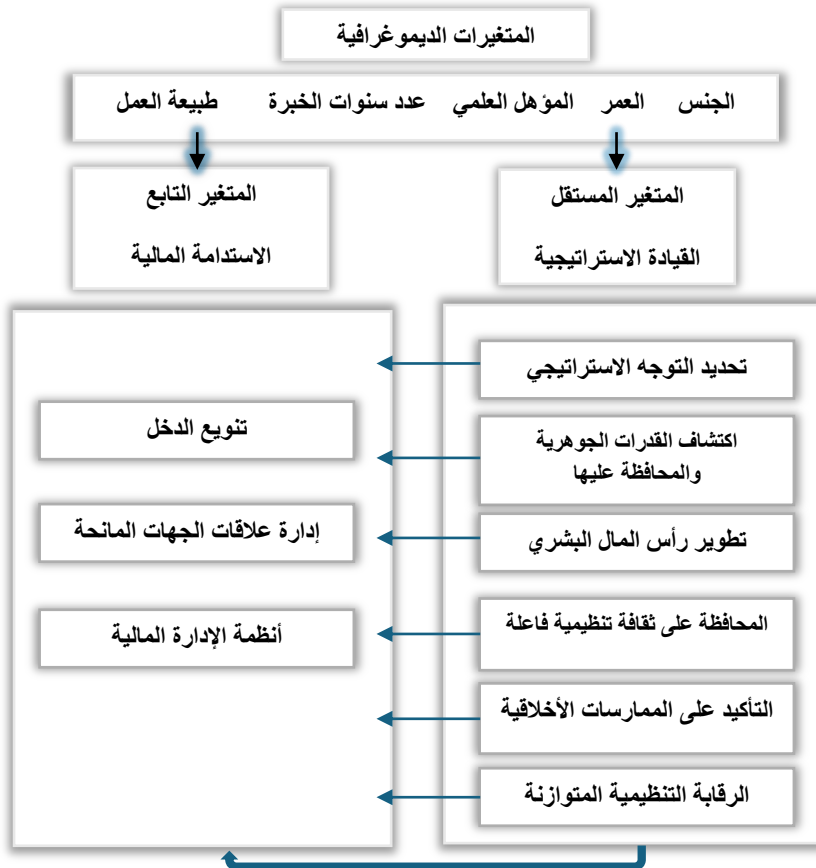 المتغيرات الديموغرافية
الجنس العمر المؤهل العلمي عدد سنوات الخبرة طبيعة العمل
المتغير المستقل
القيادة الاستراتيجية
المتغير التابع
الاستدامة المالية
تحديد التوجه الاستراتيجي
اكتشاف القدرات الجوهرية
والمحافظة عليها
تطوير رأس المال البشري
المحافظة على ثقافة تنظيمية فاعلة
التأكيد على الممارسات الأخلاقية
الرقابة التنظيمية المتوازنة
تنويع الدخل
إدارة علاقات الجهات المانحة
أنظمة الإدارة المالية